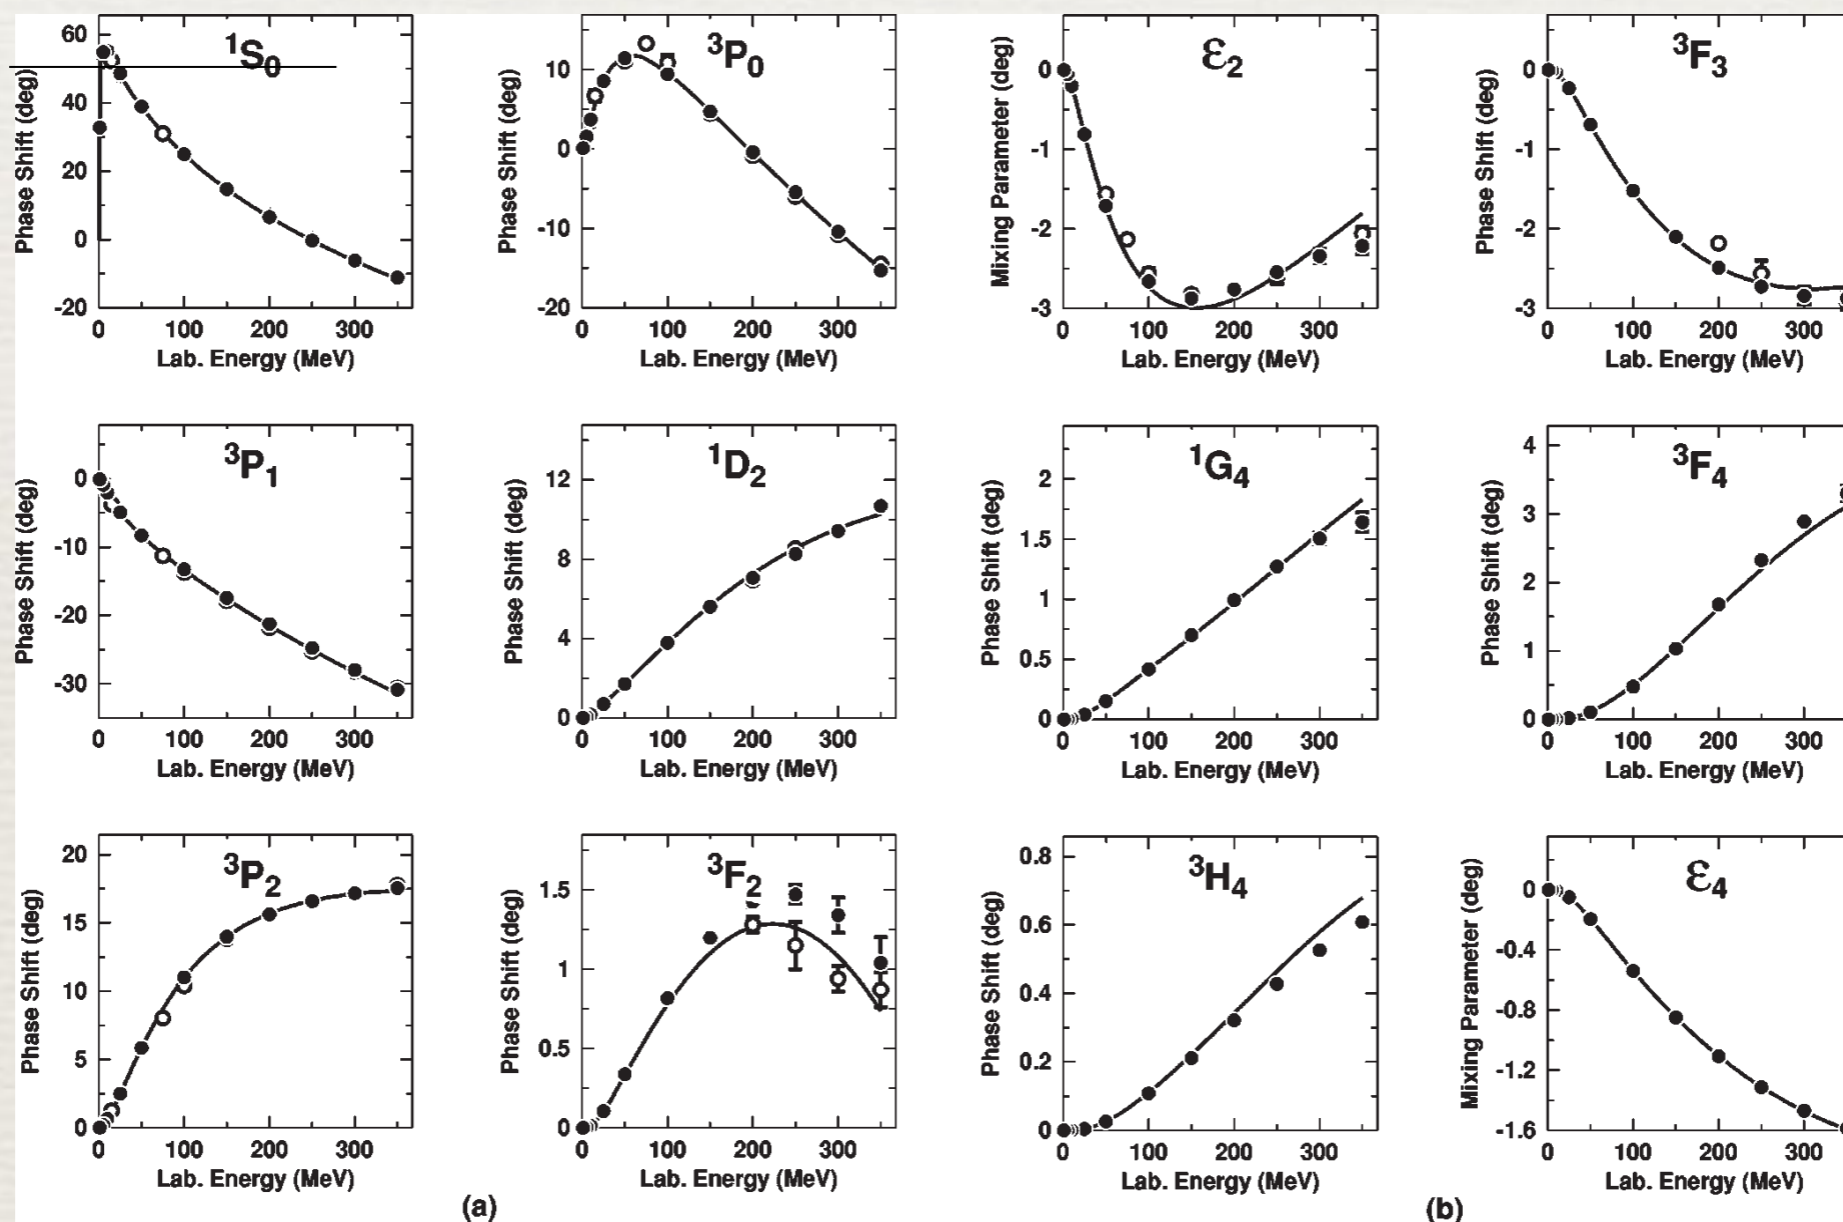 ¹S₀
Phase Shift (deg)
60
40
20
0
-20
0 100 200 300
Lab. Energy (MeV)
³P₀
Phase Shift (deg)
10
0
-10
-20
0 100 200 300
Lab. Energy (MeV)
ε₂
Mixing Parameter (deg)
0
-1
-2
-3
0 100 200 300
Lab. Energy (MeV)
³F₃
Phase Shift (deg)
0
-1
-2
-3
0 100 200 300
Lab. Energy (MeV)
³P₁
Phase Shift (deg)
0
-10
-20
-30
0 100 200 300
Lab. Energy (MeV)
¹D₂
Phase Shift (deg)
12
8
4
0
0 100 200 300
Lab. Energy (MeV)
¹G₄
Phase Shift (deg)
2
1.5
1
0.5
0
0 100 200 300
Lab. Energy (MeV)
³F₄
Phase Shift (deg)
4
3
2
1
0
0 100 200 300
Lab. Energy (MeV)
³P₂
Phase Shift (deg)
20
15
10
5
0
0 100 200 300
Lab. Energy (MeV)
³F₂
Phase Shift (deg)
1.5
1
0.5
0
0 100 200 300
Lab. Energy (MeV)
³H₄
Phase Shift (deg)
0.8
0.6
0.4
0.2
0
0 100 200 300
Lab. Energy (MeV)
ε₄
Mixing Parameter (deg)
0
-0.4
-0.8
-1.2
-1.6
0 100 200 300
Lab. Energy (MeV)
(a)
(b)